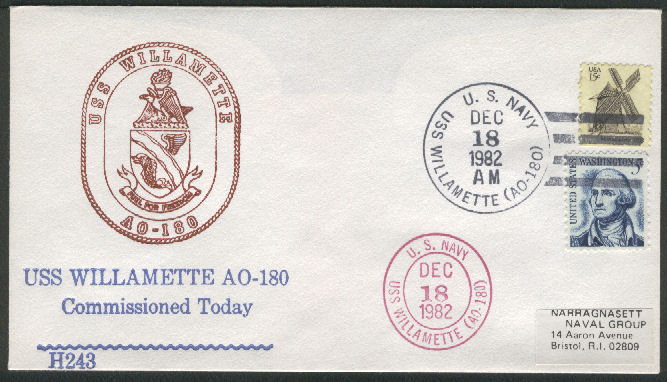 USS WILLAMETTE
FUEL FOR FREEDOM
AO-180
USS WILLAMETTE AO-180
Commissioned Today
H243
U. S. NAVY
DEC
18
1982
AM
USS WILLAMETTE (AO-180)
U. S. NAVY
DEC
18
1982
USS WILLAMETTE (AO-180)
USA
15c
UNITED STATES
WASHINGTON 5
NARRAGNASETT
NAVAL GROUP
14 Aaron Avenue
Bristol, R.I. 02809